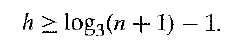 h ≥ log₃(n + 1) − 1.